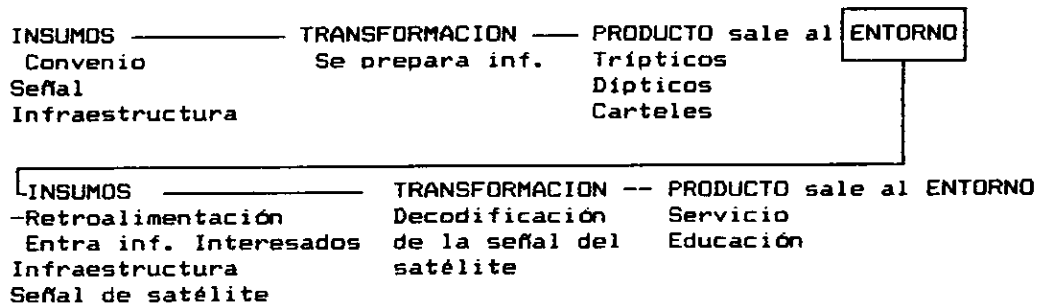 INSUMOS ——— TRANSFORMACION —— PRODUCTO sale al ENTORNO
Convenio Se prepara inf. Trípticos
Señal Dípticos
Infraestructura Carteles
INSUMOS ——— TRANSFORMACION -- PRODUCTO sale al ENTORNO
-Retroalimentación Decodificación Servicio
Entra inf. Interesados de la señal del Educación
Infraestructura satélite
Señal de satélite